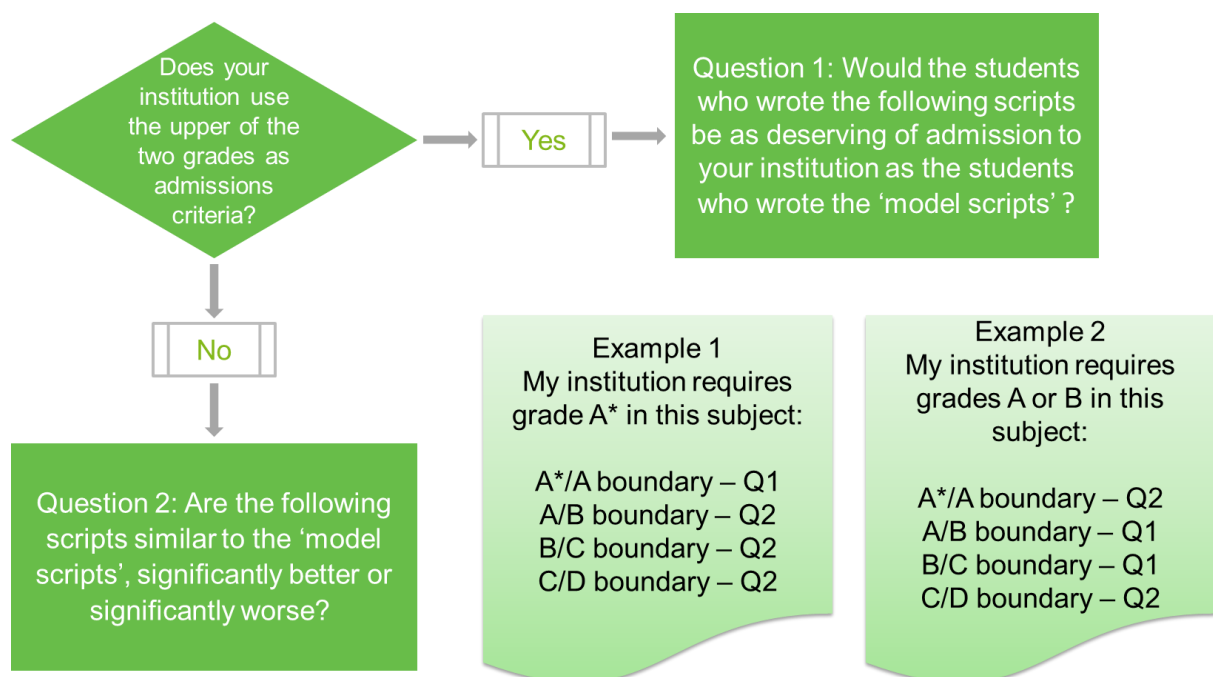 Does your
institution use
the upper of the
two grades as
admissions
criteria?
Yes
Question 1: Would the students
who wrote the following scripts
be as deserving of admission to
your institution as the students
who wrote the ‘model scripts’ ?
No
Question 2: Are the following
scripts similar to the ‘model
scripts’, significantly better or
significantly worse?
Example 1
My institution requires
grade A* in this subject:
A*/A boundary – Q1
A/B boundary – Q2
B/C boundary – Q2
C/D boundary – Q2
Example 2
My institution requires
grades A or B in this
subject:
A*/A boundary – Q2
A/B boundary – Q1
B/C boundary – Q1
C/D boundary – Q2